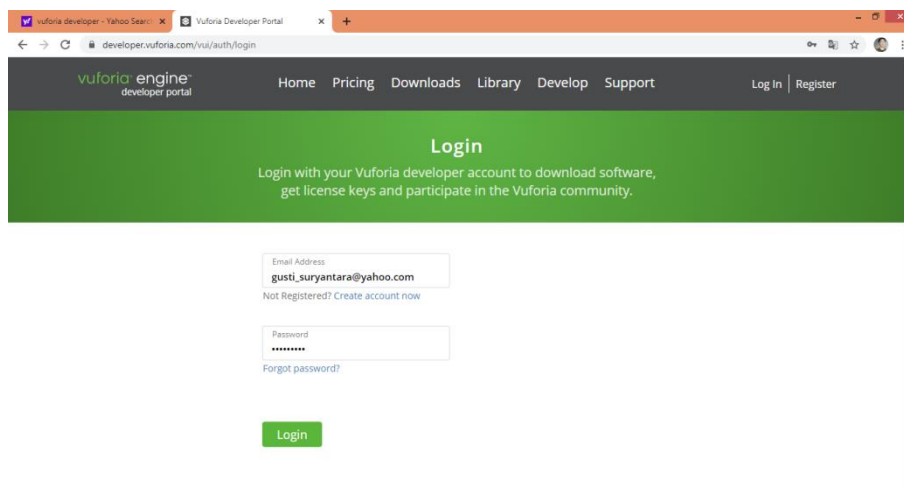 vuforia developer - Yahoo Search
Vuforia Developer Portal
developer.vuforia.com/vui/auth/login
vuforia engine
developer portal
Home Pricing Downloads Library Develop Support
Log In | Register
Login
Login with your Vuforia developer account to download software,
get license keys and participate in the Vuforia community.
Email Address
gusti_suryantara@yahoo.com
Not Registered? Create account now
Password
•••••••••
Forgot password?
Login